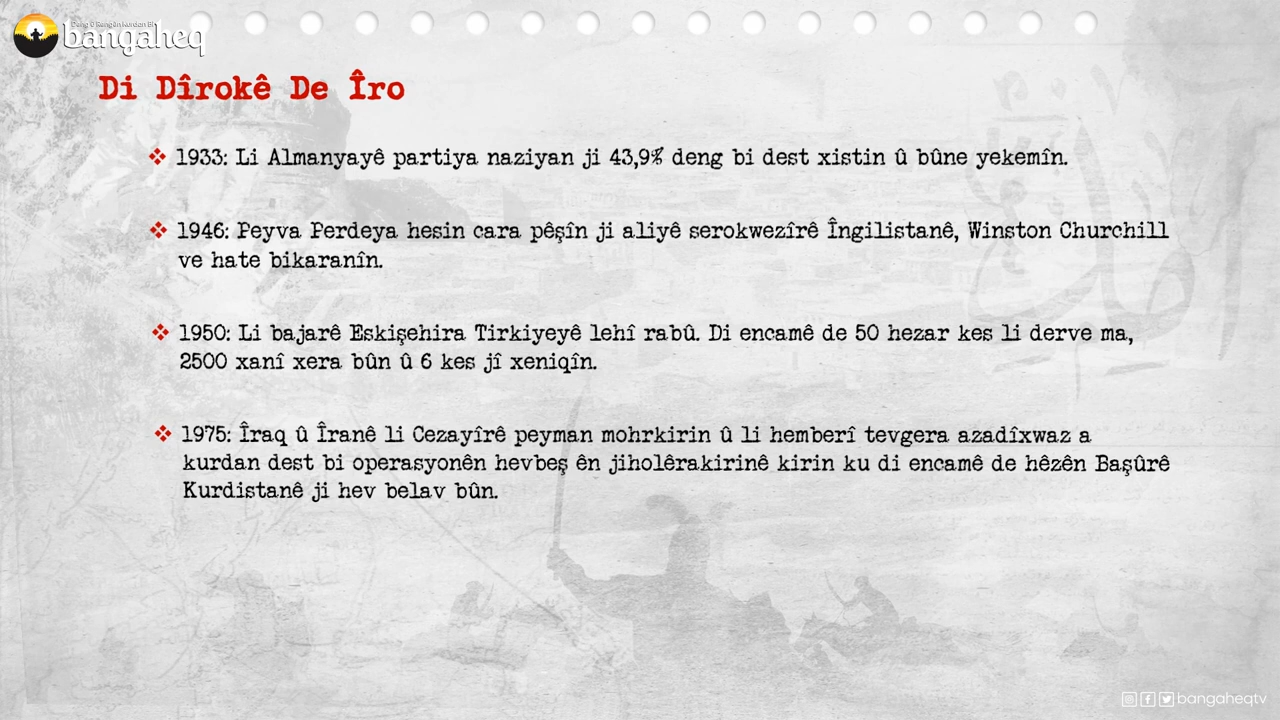 Deng û Rengên Kurdan Bi
bangaheq
Di Dîrokê De Îro
1933: Li Almanyayê partiya naziyan ji 43,9% deng bi dest xistin û bûne yekemîn.
1946: Peyva Perdeya hesin cara pêşîn ji aliyê serokwezîrê Îngilistanê, Winston Churchill
ve hate bikaranîn.
1950: Li bajarê Eskişehira Tirkiyeyê lehî rabû. Di encamê de 50 hezar kes li derve ma,
2500 xanî xera bûn û 6 kes jî xeniqîn.
1975: Îraq û Îranê li Cezayîrê peyman mohrkirin û li hemberî tevgera azadîxwaz a
kurdan dest bi operasyonên hevbeş ên jiholêrakirinê kirin ku di encamê de hêzên Başûrê
Kurdistanê ji hev belav bûn.
bangaheqtv